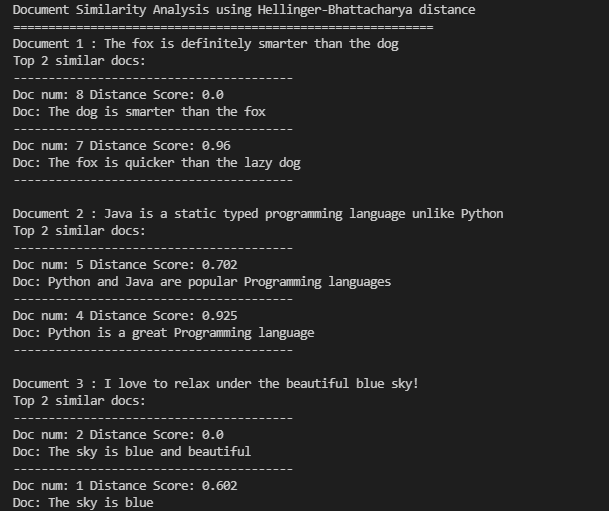 Document Similarity Analysis using Hellinger-Bhattacharya distance
============================================================
Document 1 : The fox is definitely smarter than the dog
Top 2 similar docs:
----------------------------------------
Doc num: 8 Distance Score: 0.0
Doc: The dog is smarter than the fox
----------------------------------------
Doc num: 7 Distance Score: 0.96
Doc: The fox is quicker than the lazy dog
----------------------------------------
Document 2 : Java is a static typed programming language unlike Python
Top 2 similar docs:
----------------------------------------
Doc num: 5 Distance Score: 0.702
Doc: Python and Java are popular Programming languages
----------------------------------------
Doc num: 4 Distance Score: 0.925
Doc: Python is a great Programming language
----------------------------------------
Document 3 : I love to relax under the beautiful blue sky!
Top 2 similar docs:
----------------------------------------
Doc num: 2 Distance Score: 0.0
Doc: The sky is blue and beautiful
----------------------------------------
Doc num: 1 Distance Score: 0.602
Doc: The sky is blue